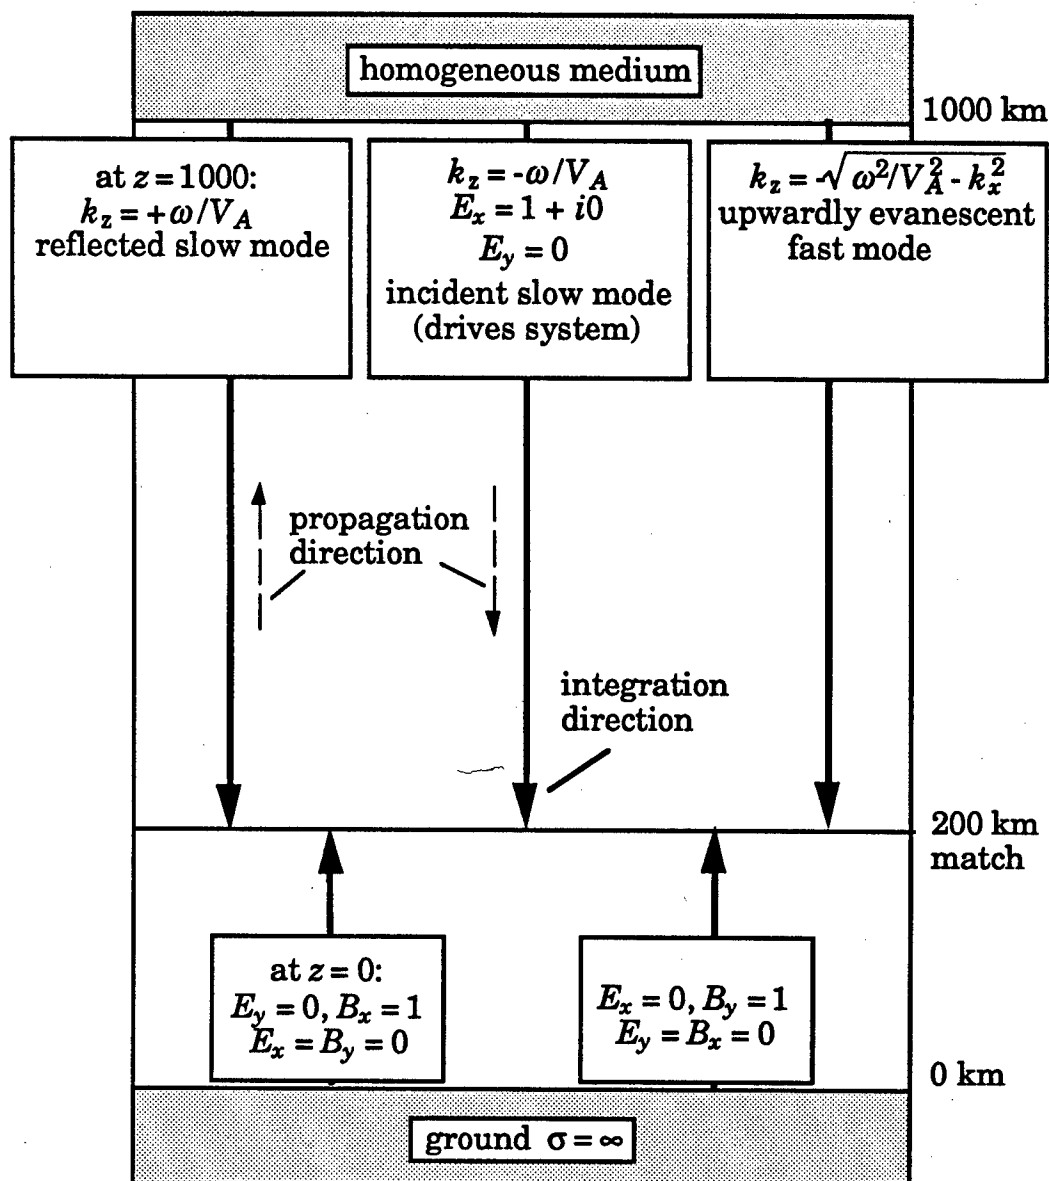 homogeneous medium
1000 km
at z = 1000:
k_z = +ω/V_A
reflected slow mode
k_z = -ω/V_A
E_x = 1 + i0
E_y = 0
incident slow mode
(drives system)
k_z = -√ω²/V_A² - k_x²
upwardly evanescent
fast mode
propagation
direction
integration
direction
200 km
match
at z = 0:
E_y = 0, B_x = 1
E_x = B_y = 0
E_x = 0, B_y = 1
E_y = B_x = 0
0 km
ground σ = ∞